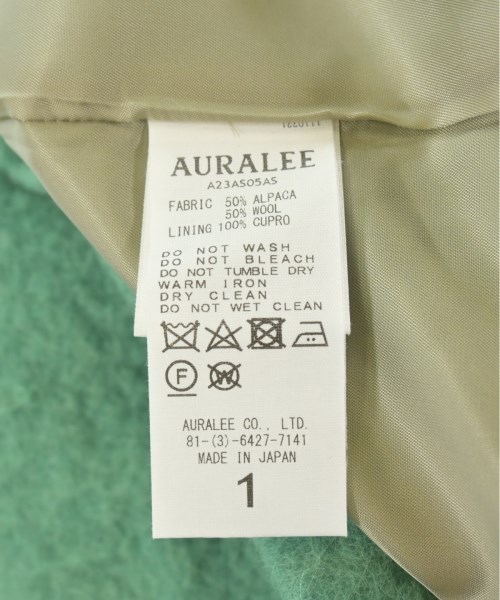 AURALEE
A23AS05AS
FABRIC 50% ALPACA
50% WOOL
LINING 100% CUPRO
DO NOT WASH
DO NOT BLEACH
DO NOT TUMBLE DRY
WARM IRON
DRY CLEAN
DO NOT WET CLEAN
F W
AURALEE CO., LTD.
81-(3)-6427-7141
MADE IN JAPAN
1